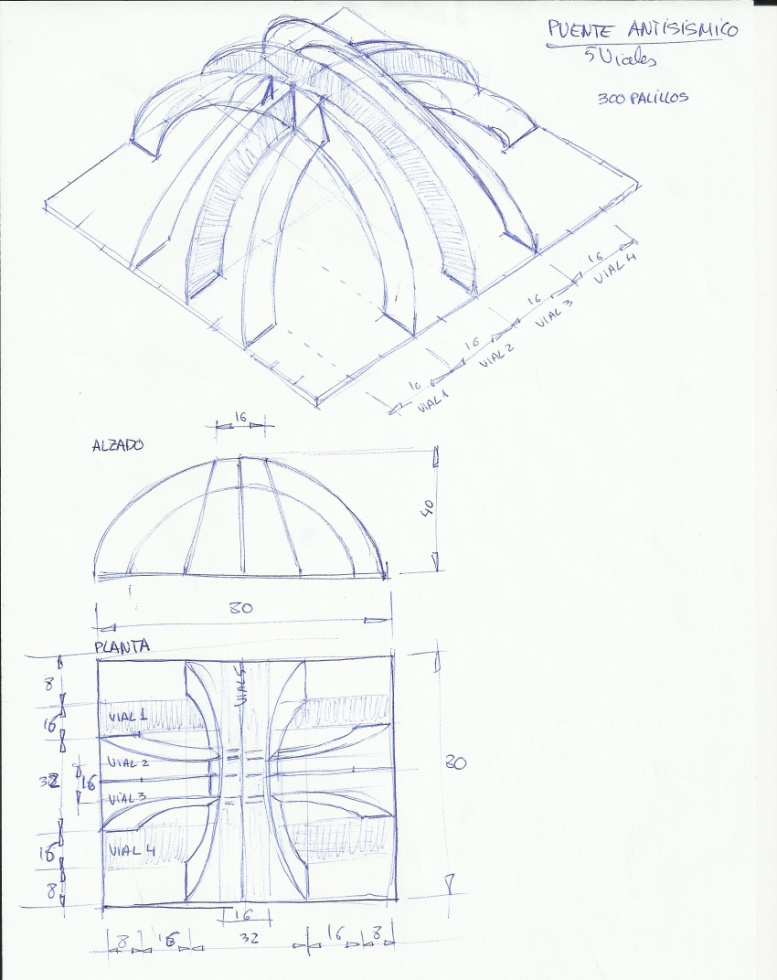 PUENTE ANTISISMICO
5 Viales
300 PALILLOS
16
VIAL 4
16
VIAL 3
16
VIAL 2
16
VIAL 1
16
ALZADO
40
80
PLANTA
8
VIAL 5
16
VIAL 1
VIAL 2
32
16
80
VIAL 3
16
VIAL 4
8
16
8
16
32
16
8